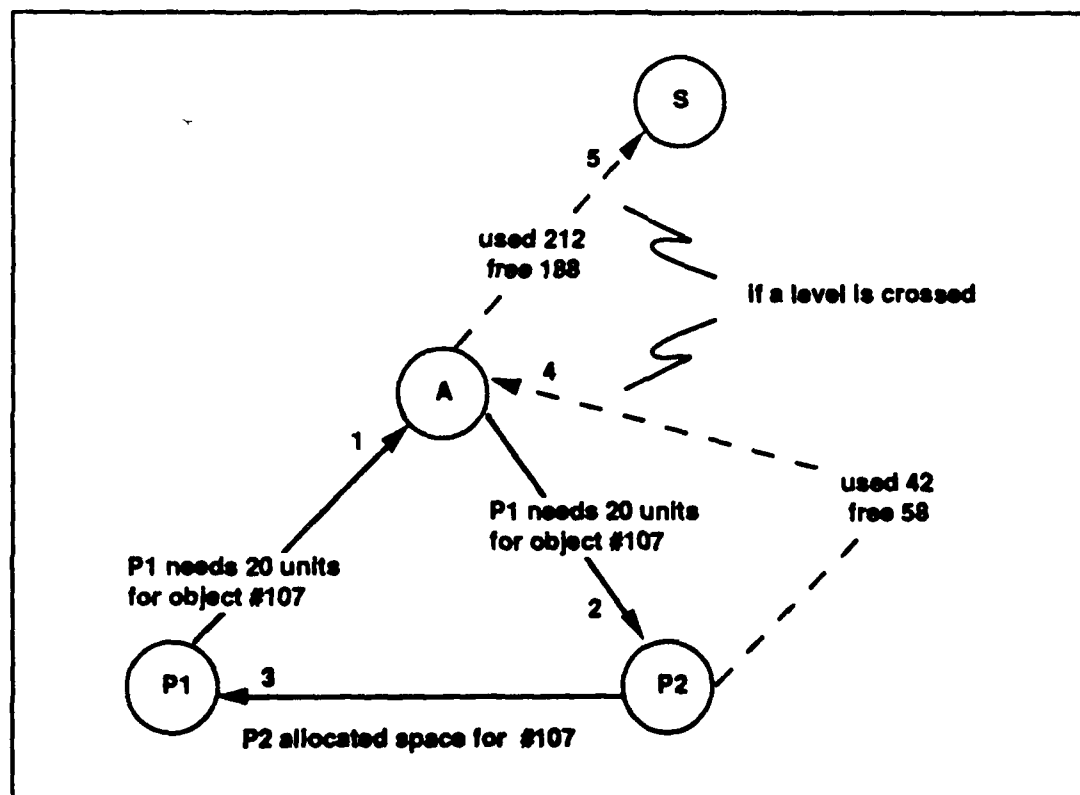 S
5
used 212
free 188
if a level is crossed
4
A
1
used 42
free 58
P1 needs 20 units
for object #107
P1 needs 20 units
for object #107
2
P1
3
P2
P2 allocated space for #107